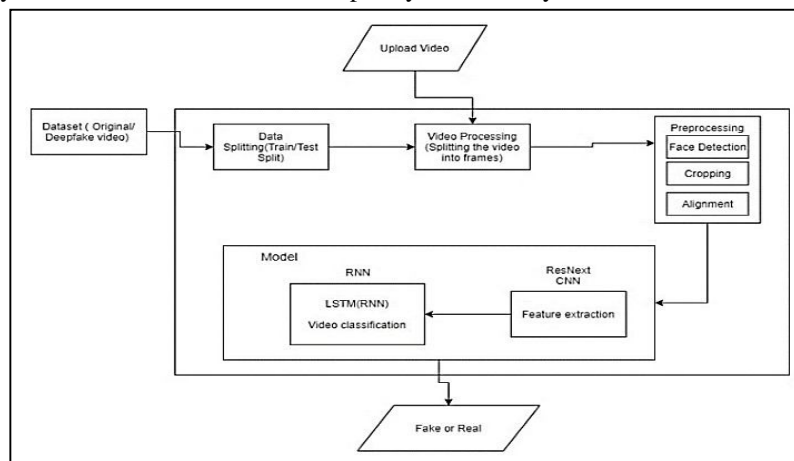 Upload Video
Dataset ( Original/
Deepfake video)
Data
Splitting(Train/Test
Split)
Video Processing
(Splitting the video
into frames)
Preprocessing
Face Detection
Cropping
Alignment
Model
RNN
LSTM(RNN)
Video classification
ResNext
CNN
Feature extraction
Fake or Real